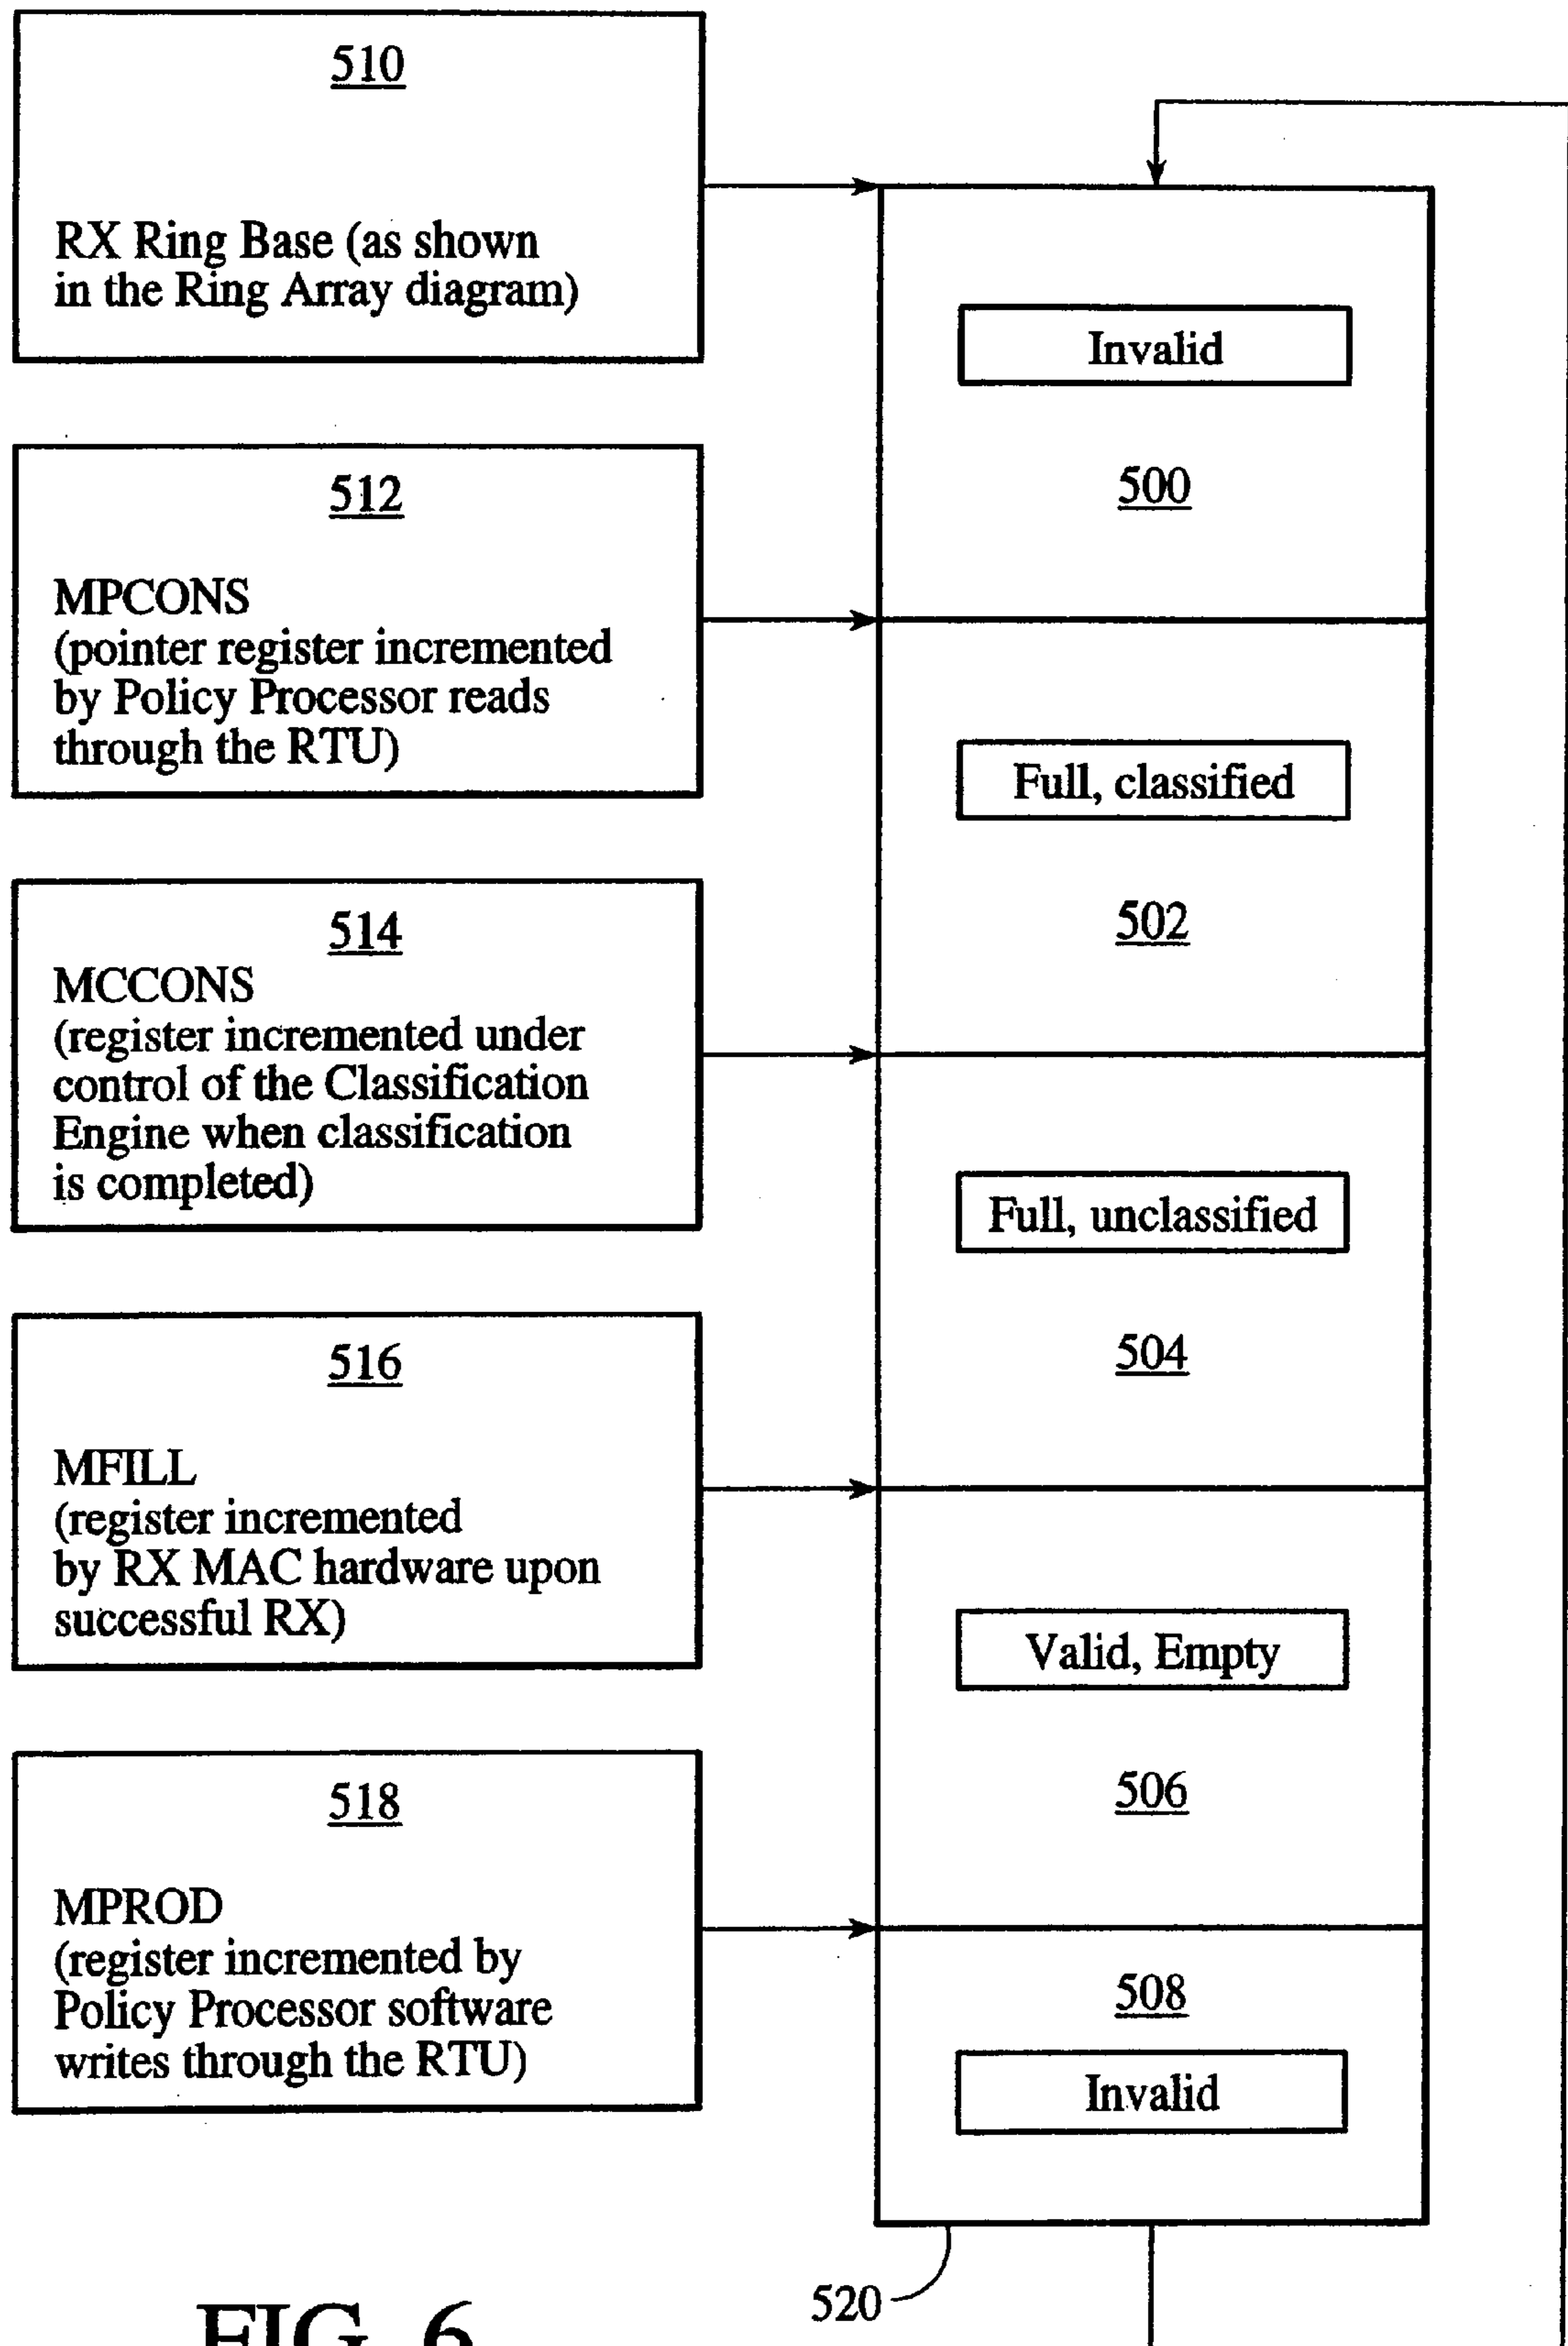 510
RX Ring Base (as shown
in the Ring Array diagram)
Invalid
500
512
MPCONS
(pointer register incremented
by Policy Processor reads
through the RTU)
Full, classified
502
514
MCCONS
(register incremented under
control of the Classification
Engine when classification
is completed)
Full, unclassified
504
516
MFILL
(register incremented
by RX MAC hardware upon
successful RX)
Valid, Empty
506
518
MPROD
(register incremented by
Policy Processor software
writes through the RTU)
508
Invalid
520
FIG. 6